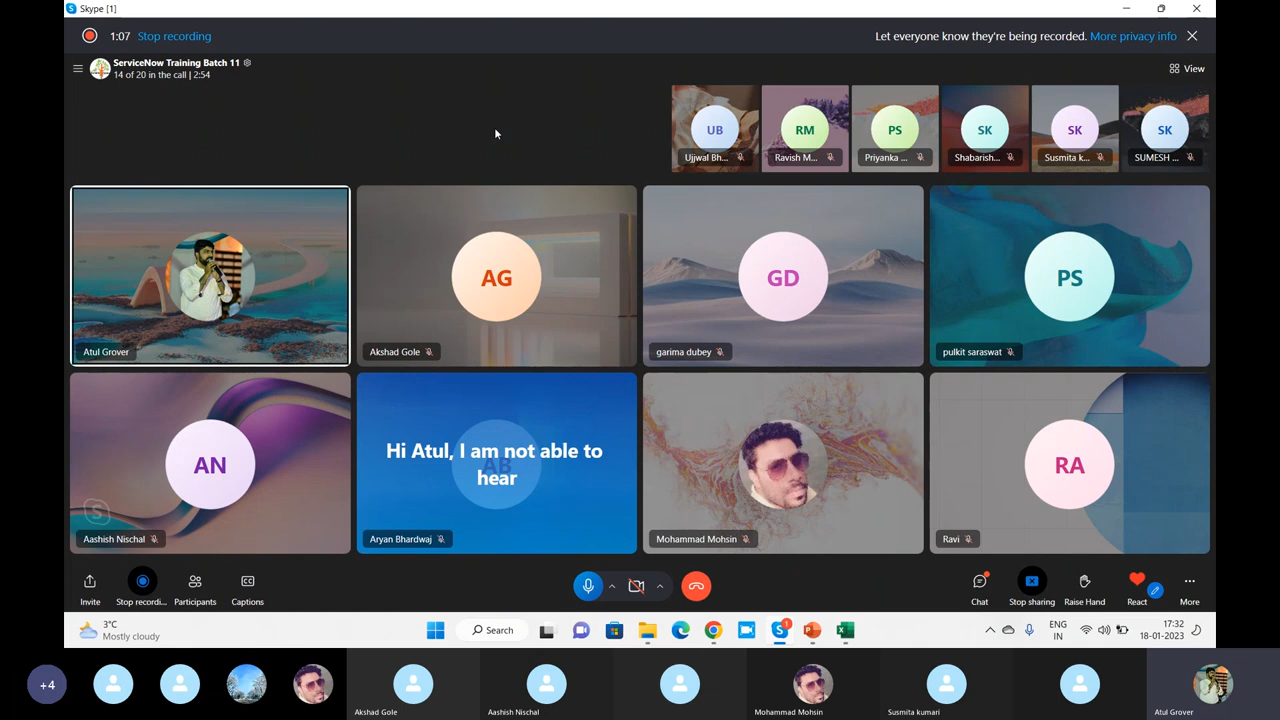 Skype [1]
1:07 Stop recording
Let everyone know they're being recorded. More privacy info
ServiceNow Training Batch 11
14 of 20 in the call | 2:54
View
UB
RM
PS
SK
SK
SK
Ujjwal Bh...
Ravish M...
Priyanka ...
Shabarish...
Susmita k...
SUMESH ...
AG
GD
PS
Atul Grover
Akshad Gole
garima dubey
pulkit saraswat
AN
AB
Hi Atul, I am not able to
hear
RA
Aashish Nischal
Aryan Bhardwaj
Mohammad Mohsin
Ravi
Invite
Stop recordi...
Participants
Captions
Chat
Stop sharing
Raise Hand
React
More
3°C
Mostly cloudy
Search
1
ENG
IN
17:32
18-01-2023
+4
Akshad Gole
Aashish Nischal
Mohammad Mohsin
Susmita kumari
Atul Grover